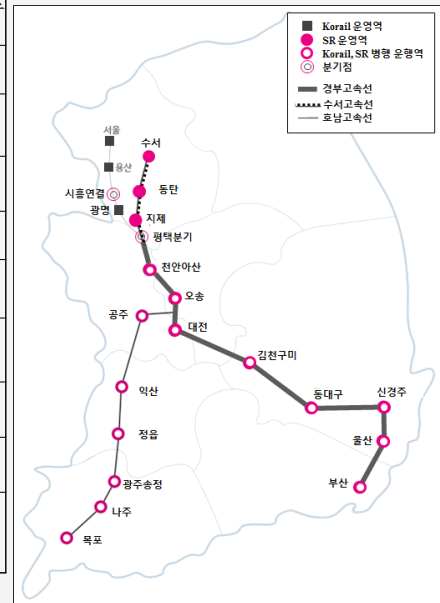 Korail 운영역
SR 운영역
Korail, SR 병행 운행역
분기점
경부고속선
수서고속선
호남고속선
서울
수서
용산
시흥연결
동탄
광명
지제
평택분기
천안아산
오송
공주
대전
김천구미
익산
동대구
신경주
정읍
울산
광주송정
부산
나주
목포